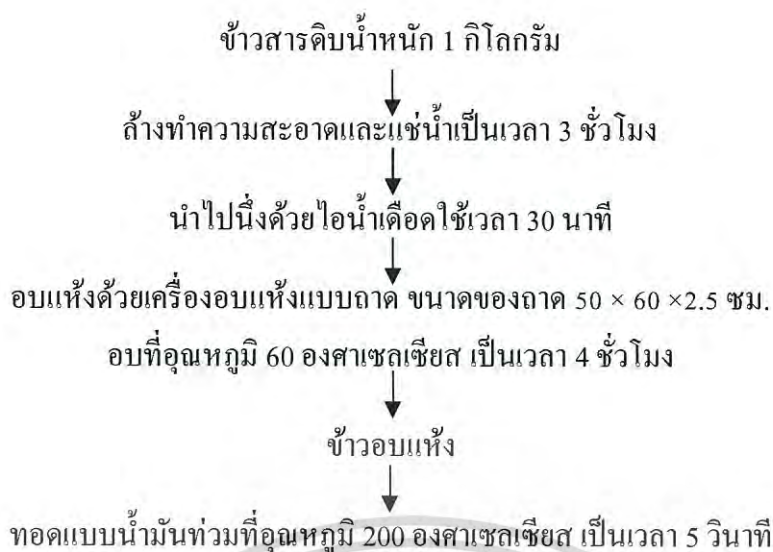 ข้าวสารดิบน้ำหนัก 1 กิโลกรัม
ล้างทำความสะอาดและแช่น้ำเป็นเวลา 3 ชั่วโมง
นำไปนึ่งด้วยไอน้ำเดือดใช้เวลา 30 นาที
อบแห้งด้วยเครื่องอบแห้งแบบถาด ขนาดของถาด 50 × 60 ×2.5 ซม.
อบที่อุณหภูมิ 60 องศาเซลเซียส เป็นเวลา 4 ชั่วโมง
ข้าวอบแห้ง
ทอดแบบน้ำมันท่วมที่อุณหภูมิ 200 องศาเซลเซียส เป็นเวลา 5 วินาที